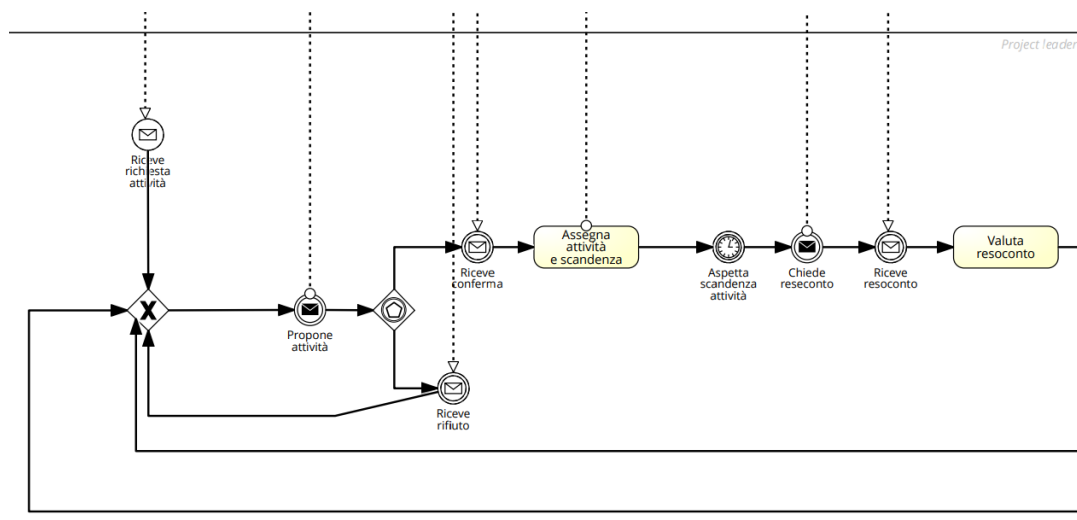 Project leader
Riceve
richiesta
attività
Propone
attività
Riceve
conferma
Riceve
rifiuto
Assegna
attività
e scandenza
Aspetta
scandenza
attività
Chiede
reseconto
Riceve
resoconto
Valuta
resoconto